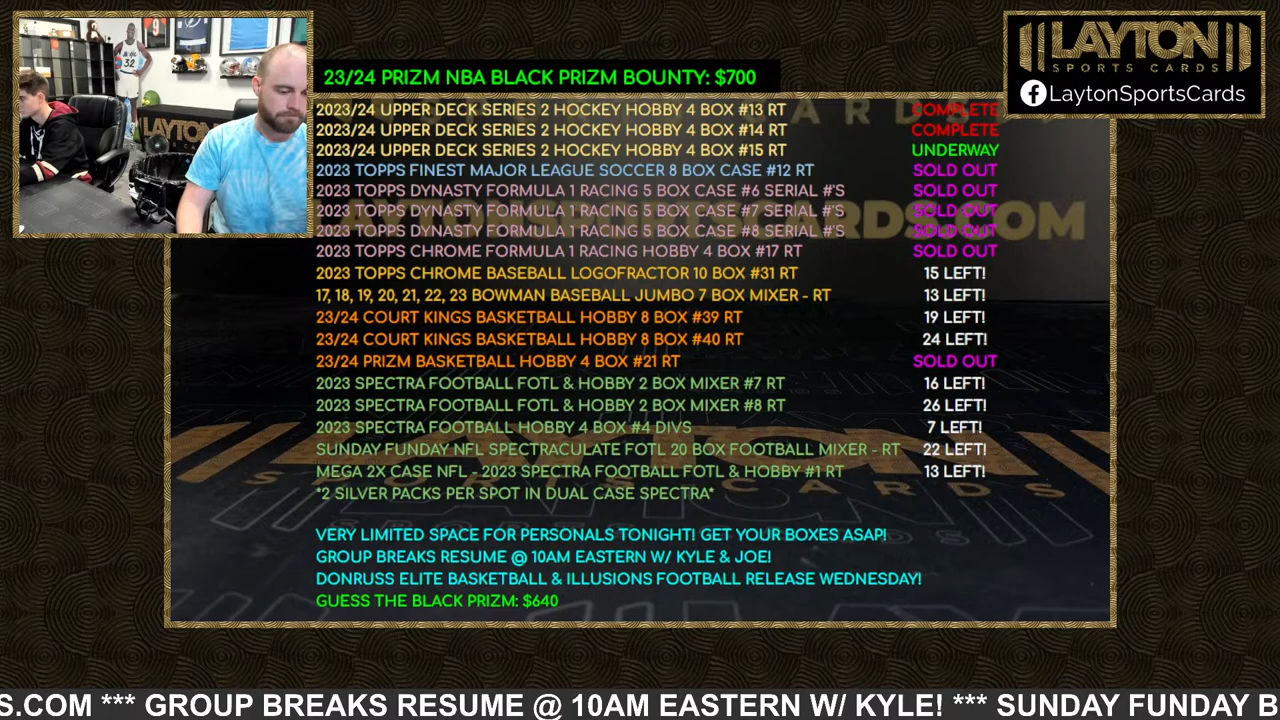 23/24 PRIZM NBA BLACK PRIZM BOUNTY: $700
LAYTON
SPORTS CARDS
LaytonSportsCards
2023/24 UPPER DECK SERIES 2 HOCKEY HOBBY 4 BOX #13 RT COMPLETE
2023/24 UPPER DECK SERIES 2 HOCKEY HOBBY 4 BOX #14 RT COMPLETE
2023/24 UPPER DECK SERIES 2 HOCKEY HOBBY 4 BOX #15 RT UNDERWAY
2023 TOPPS FINEST MAJOR LEAGUE SOCCER 8 BOX CASE #12 RT SOLD OUT
2023 TOPPS DYNASTY FORMULA 1 RACING 5 BOX CASE #6 SERIAL #'S SOLD OUT
2023 TOPPS DYNASTY FORMULA 1 RACING 5 BOX CASE #7 SERIAL #'S SOLD OUT
2023 TOPPS DYNASTY FORMULA 1 RACING 5 BOX CASE #8 SERIAL #'S SOLD OUT
2023 TOPPS CHROME FORMULA 1 RACING HOBBY 4 BOX #17 RT SOLD OUT
2023 TOPPS CHROME BASEBALL LOGOFRACTOR 10 BOX #31 RT 15 LEFT!
17, 18, 19, 20, 21, 22, 23 BOWMAN BASEBALL JUMBO 7 BOX MIXER - RT 13 LEFT!
23/24 COURT KINGS BASKETBALL HOBBY 8 BOX #39 RT 19 LEFT!
23/24 COURT KINGS BASKETBALL HOBBY 8 BOX #40 RT 24 LEFT!
23/24 PRIZM BASKETBALL HOBBY 4 BOX #21 RT SOLD OUT
2023 SPECTRA FOOTBALL FOTL & HOBBY 2 BOX MIXER #7 RT 16 LEFT!
2023 SPECTRA FOOTBALL FOTL & HOBBY 2 BOX MIXER #8 RT 26 LEFT!
2023 SPECTRA FOOTBALL HOBBY 4 BOX #4 DIVS 7 LEFT!
SUNDAY FUNDAY NFL SPECTRACULATE FOTL 20 BOX FOOTBALL MIXER - RT 22 LEFT!
MEGA 2X CASE NFL - 2023 SPECTRA FOOTBALL FOTL & HOBBY #1 RT 13 LEFT!
*2 SILVER PACKS PER SPOT IN DUAL CASE SPECTRA*
VERY LIMITED SPACE FOR PERSONALS TONIGHT! GET YOUR BOXES ASAP!
GROUP BREAKS RESUME @ 10AM EASTERN W/ KYLE & JOE!
DONRUSS ELITE BASKETBALL & ILLUSIONS FOOTBALL RELEASE WEDNESDAY!
GUESS THE BLACK PRIZM: $640
S.COM *** GROUP BREAKS RESUME @ 10AM EASTERN W/ KYLE! *** SUNDAY FUNDAY B